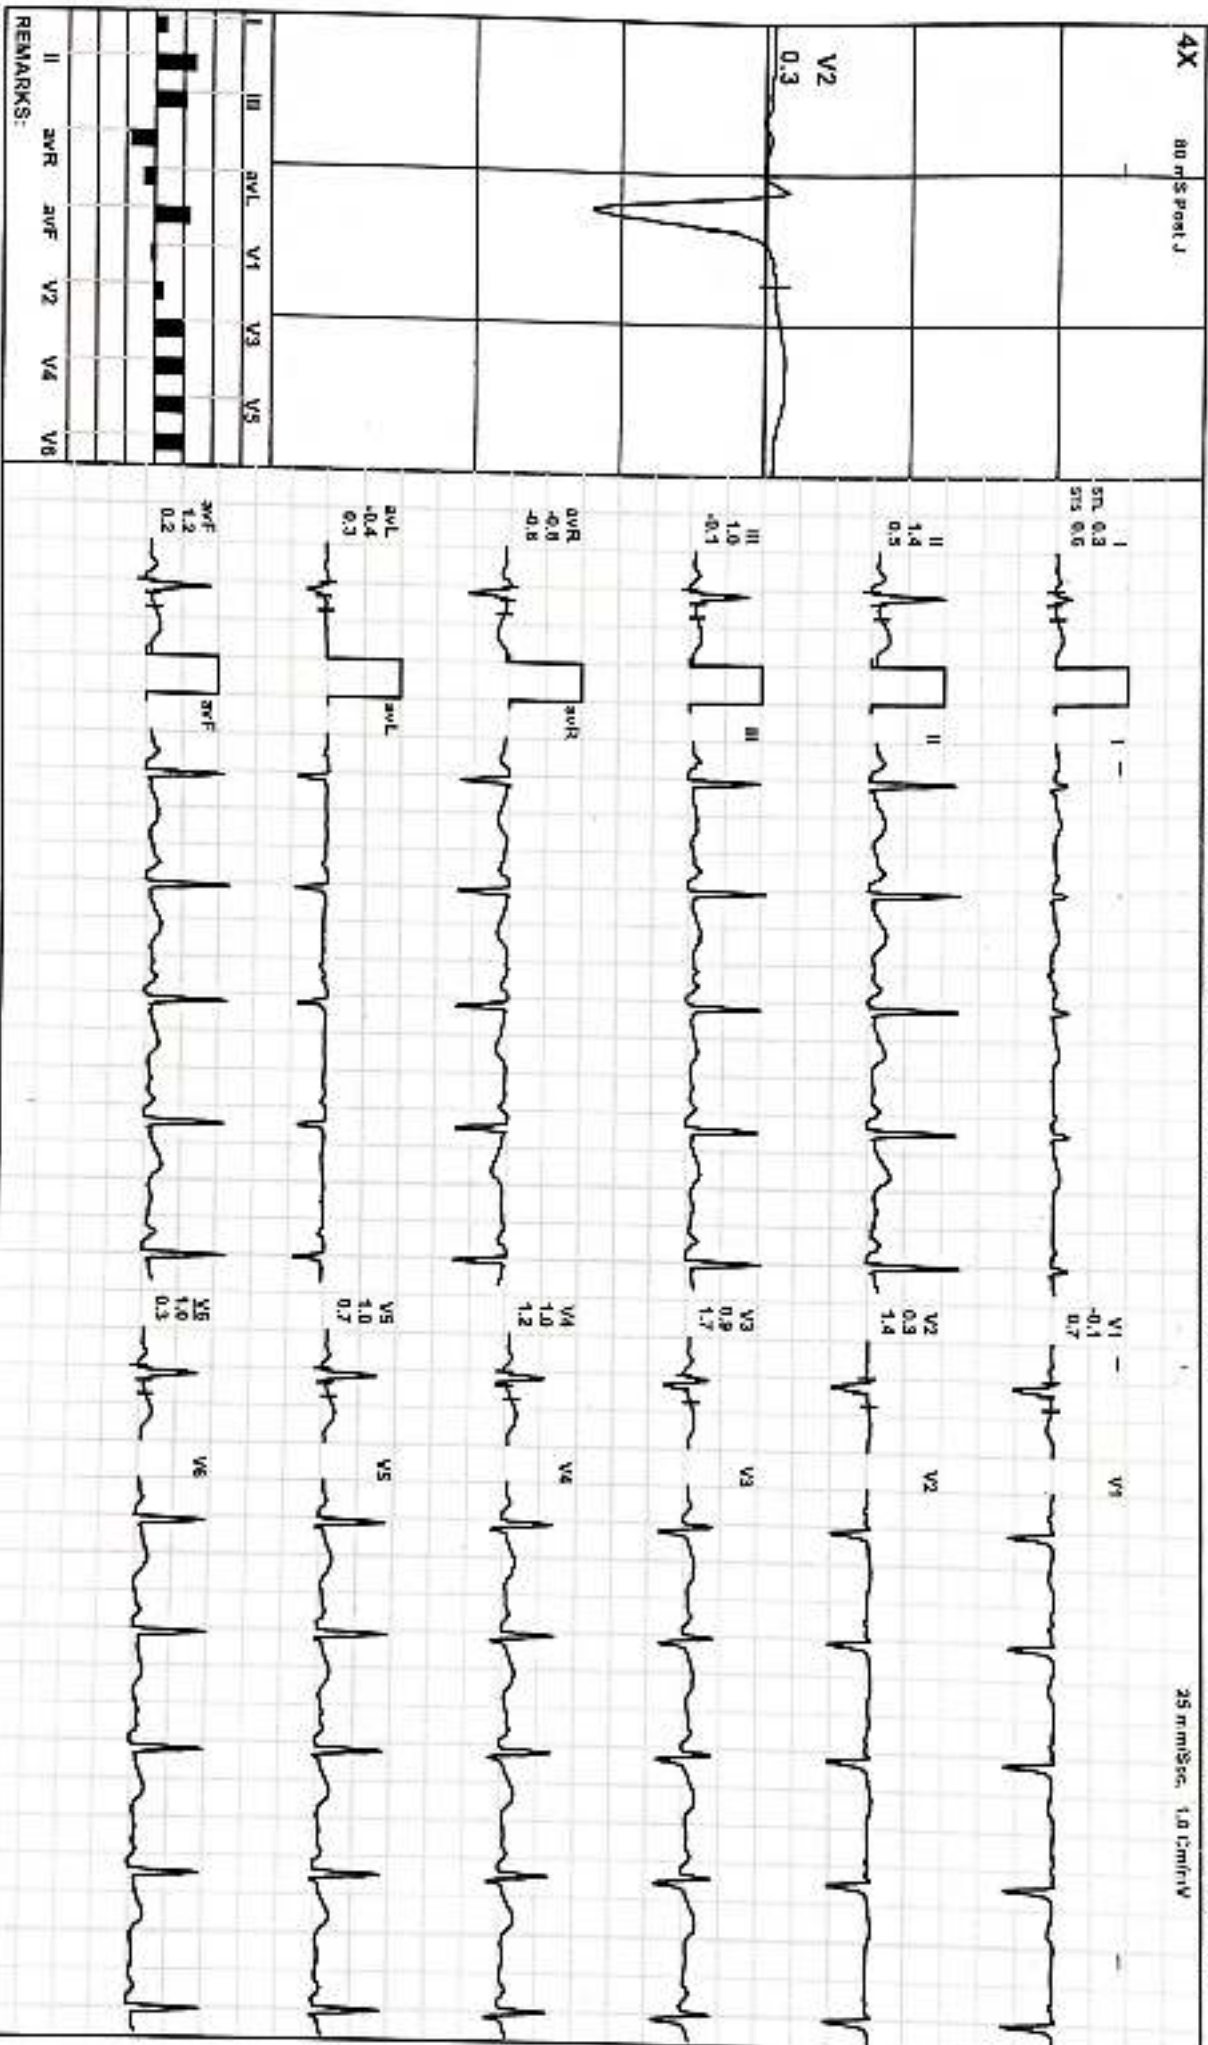 4X
80 mS Post J
25 mm/Sec. 1.0 Cm/mV
V2
0.3
I
STL 0.3
STS 0.6
I
V1
-0.1
0.7
V1
II
1.4
0.5
II
V2
0.3
1.4
V2
III
1.0
-0.1
III
V3
0.9
1.7
V3
avR
-0.8
-0.6
avR
V4
1.0
1.2
V4
avL
-0.4
avL
V5
1.0
0.7
V5
avF
1.2
0.2
avF
V6
1.0
0.3
V6
I III avL V1 V3 V5
II avR avF V2 V4 V6
REMARKS: